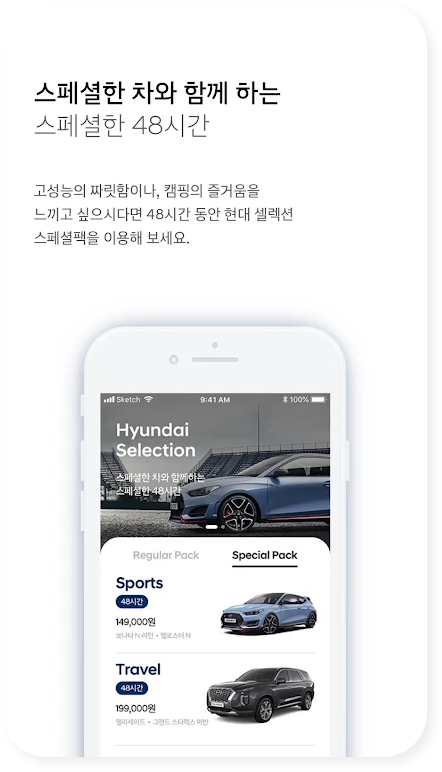 스페셜한 차와 함께 하는
스페셜한 48시간
고성능의 짜릿함이나, 캠핑의 즐거움을
느끼고 싶으시다면 48시간 동안 현대 셀렉션
스페셜팩을 이용해 보세요.
Sketch 9:41 AM 100%
Hyundai
Selection
스페셜한 차와 함께하는
스페셜한 48시간
Regular Pack Special Pack
Sports
48시간
149,000원
쏘나타 N 라인 • 벨로스터 N
Travel
48시간
199,000원
팰리세이드 • 그랜드 스타렉스 어반